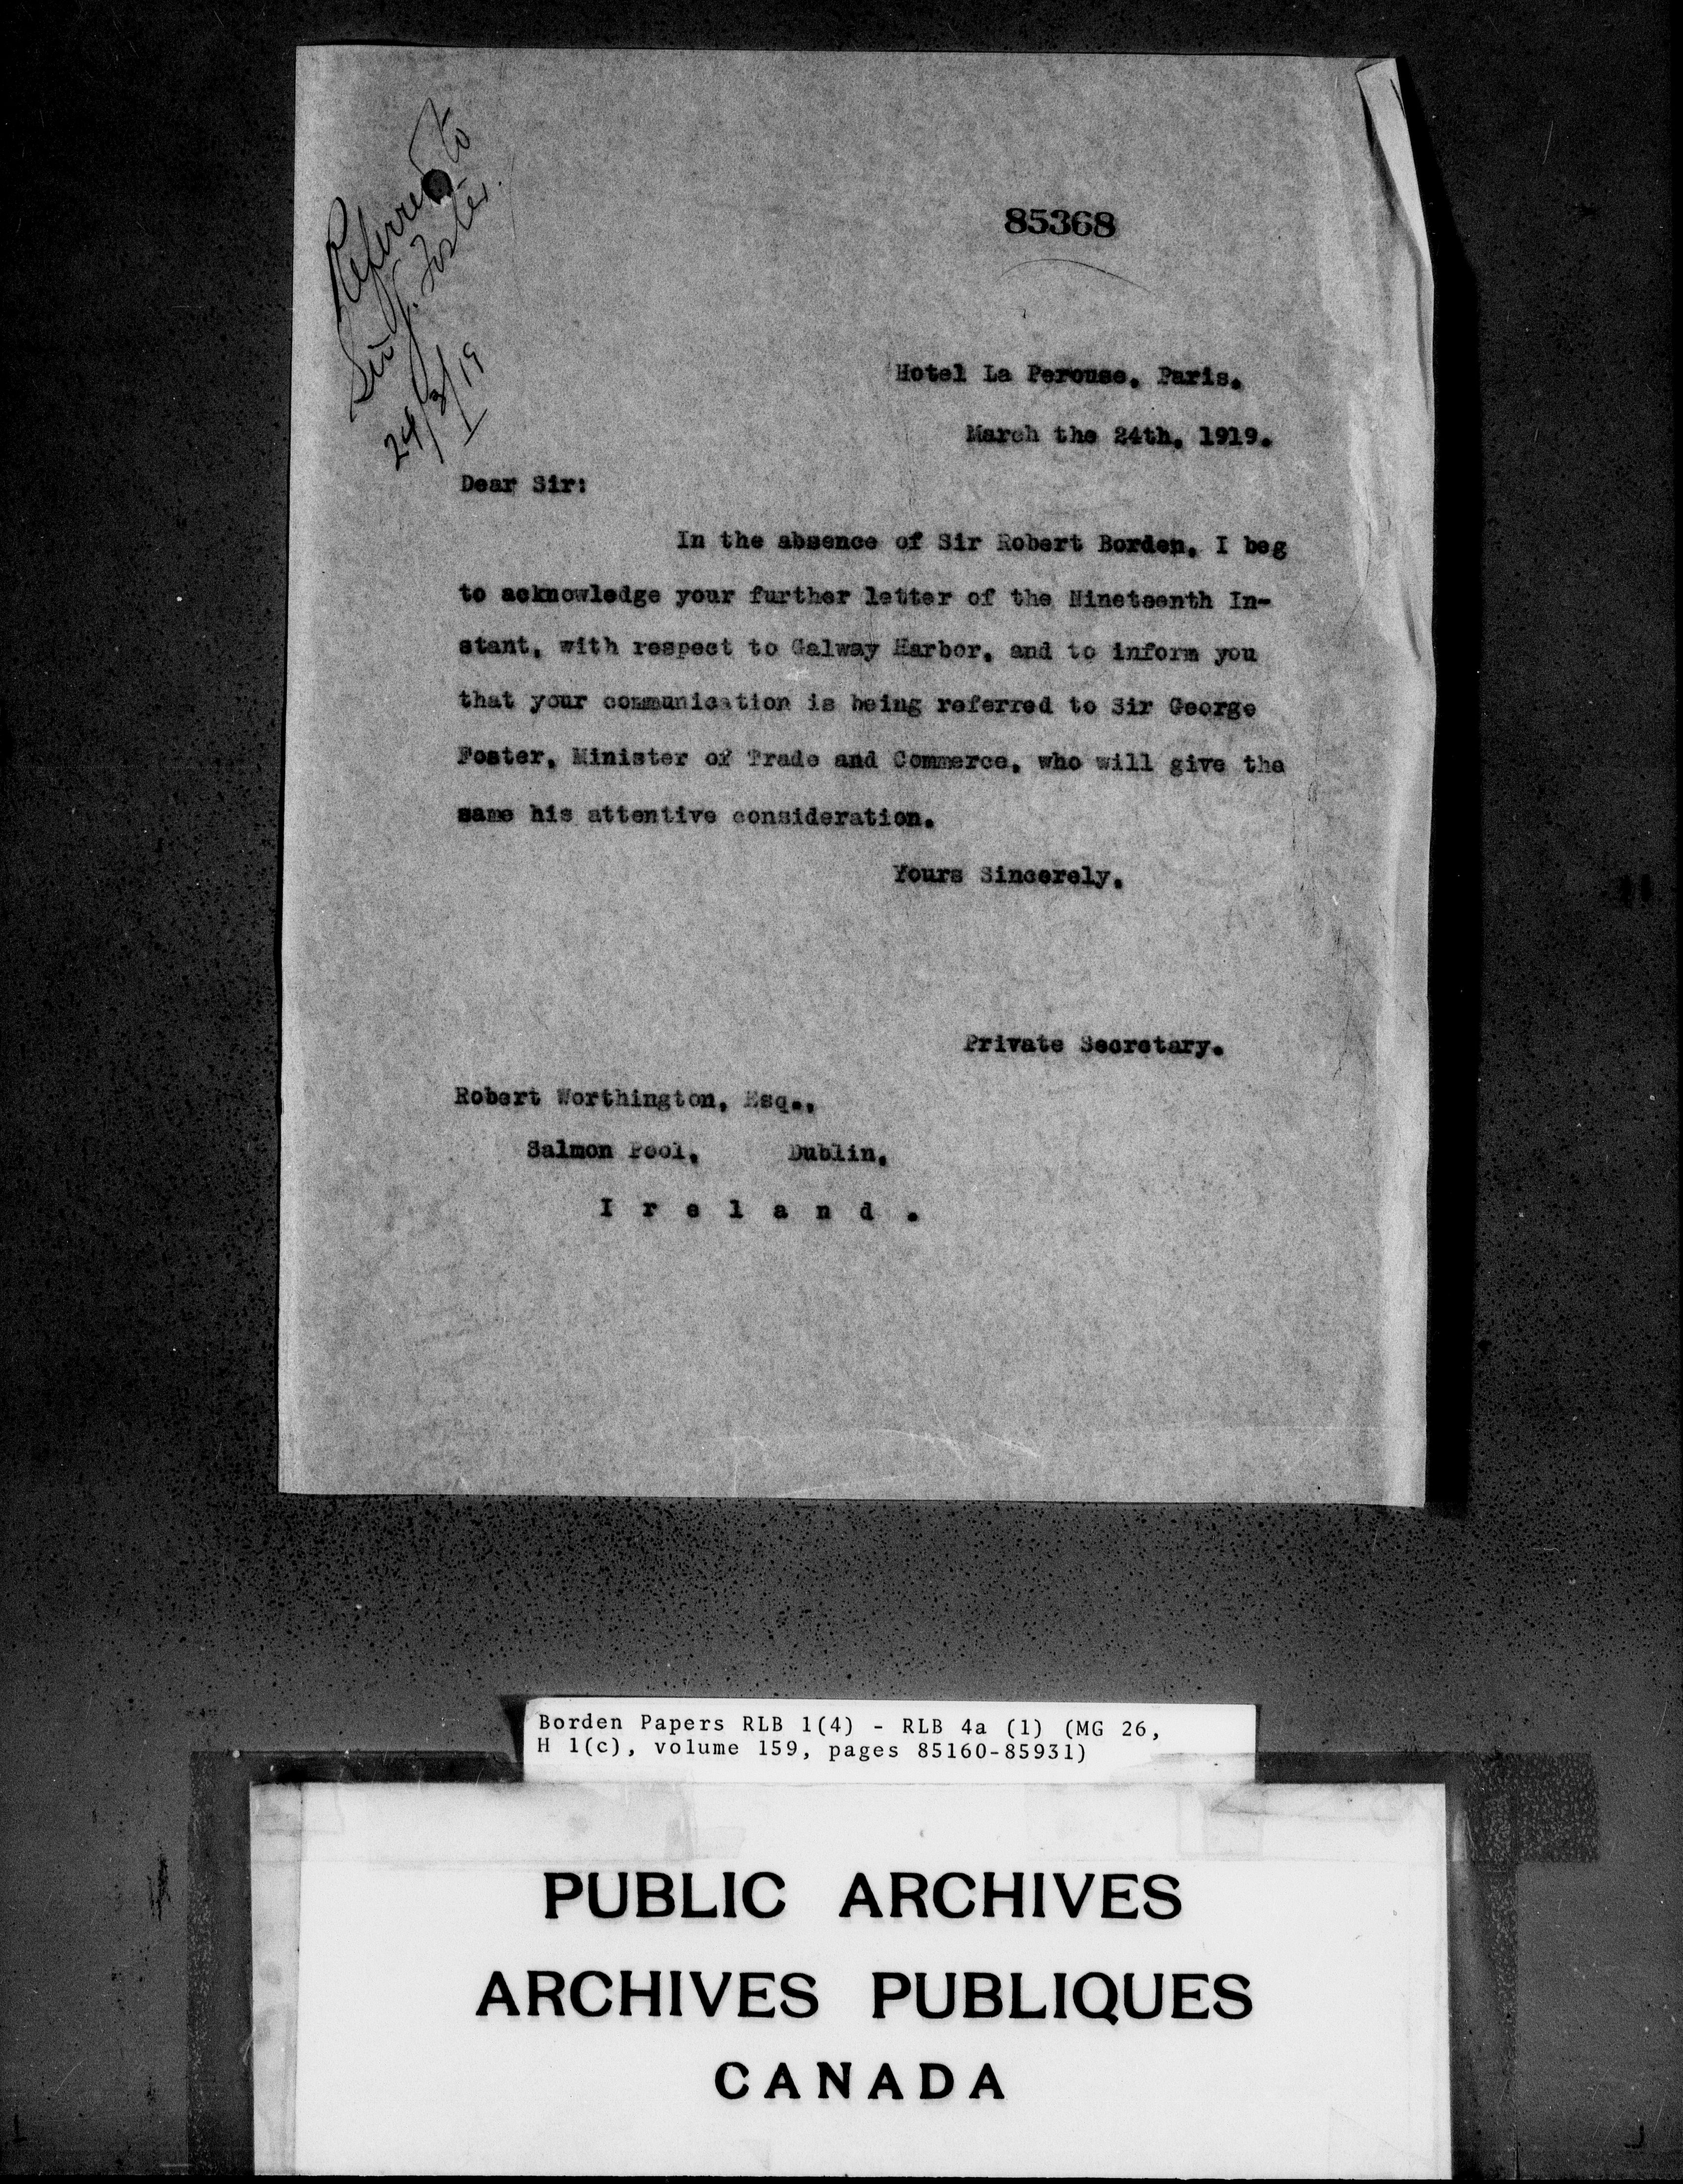 Referred to
Sir G. Foster.
24/3/19
85368
Hotel La Perouse, Paris.
March the 24th, 1919.
Dear Sir:
In the absence of Sir Robert Borden, I beg
to acknowledge your further letter of the Nineteenth In-
stant, with respect to Galway Harbor, and to inform you
that your communication is being referred to Sir George
Foster, Minister of Trade and Commerce, who will give the
same his attentive consideration.
Yours Sincerely,
Private Secretary.
Robert Worthington, Esq.,
Salmon Pool, Dublin,
I r e l a n d .
Borden Papers RLB 1(4) - RLB 4a (1) (MG 26,
H 1(c), volume 159, pages 85160-85931)
PUBLIC ARCHIVES
ARCHIVES PUBLIQUES
CANADA